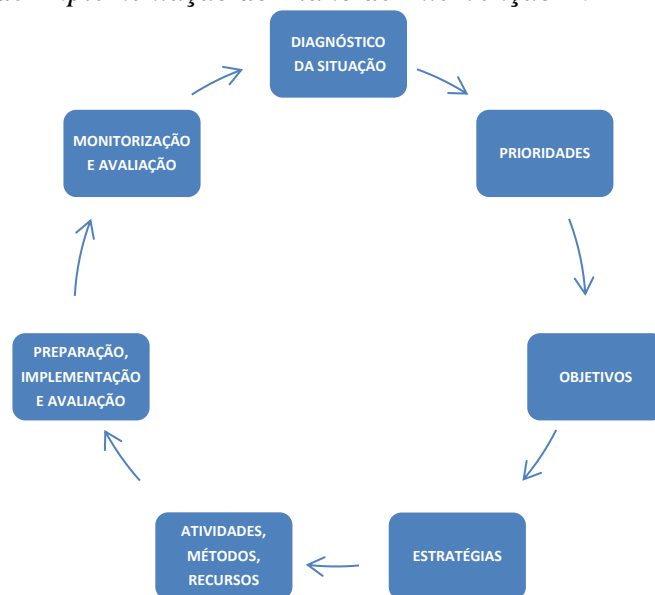 DIAGNÓSTICO
DA SITUAÇÃO
PRIORIDADES
OBJETIVOS
ESTRATÉGIAS
ATIVIDADES,
MÉTODOS,
RECURSOS
PREPARAÇÃO,
IMPLEMENTAÇÃO
E AVALIAÇÃO
MONITORIZAÇÃO
E AVALIAÇÃO